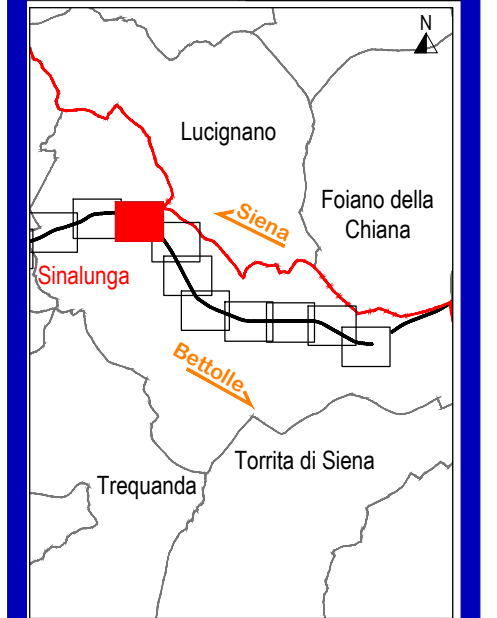 N
Lucignano
Foiano della
Chiana
Siena
Sinalunga
Bettolle
Torrita di Siena
Trequanda